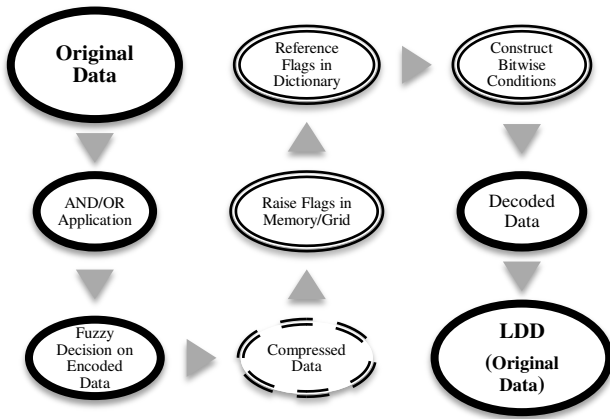 Original
Data
AND/OR
Application
Fuzzy
Decision on
Encoded
Data
Compressed
Data
Raise Flags in
Memory/Grid
Reference
Flags in
Dictionary
Construct
Bitwise
Conditions
Decoded
Data
LDD
(Original
Data)